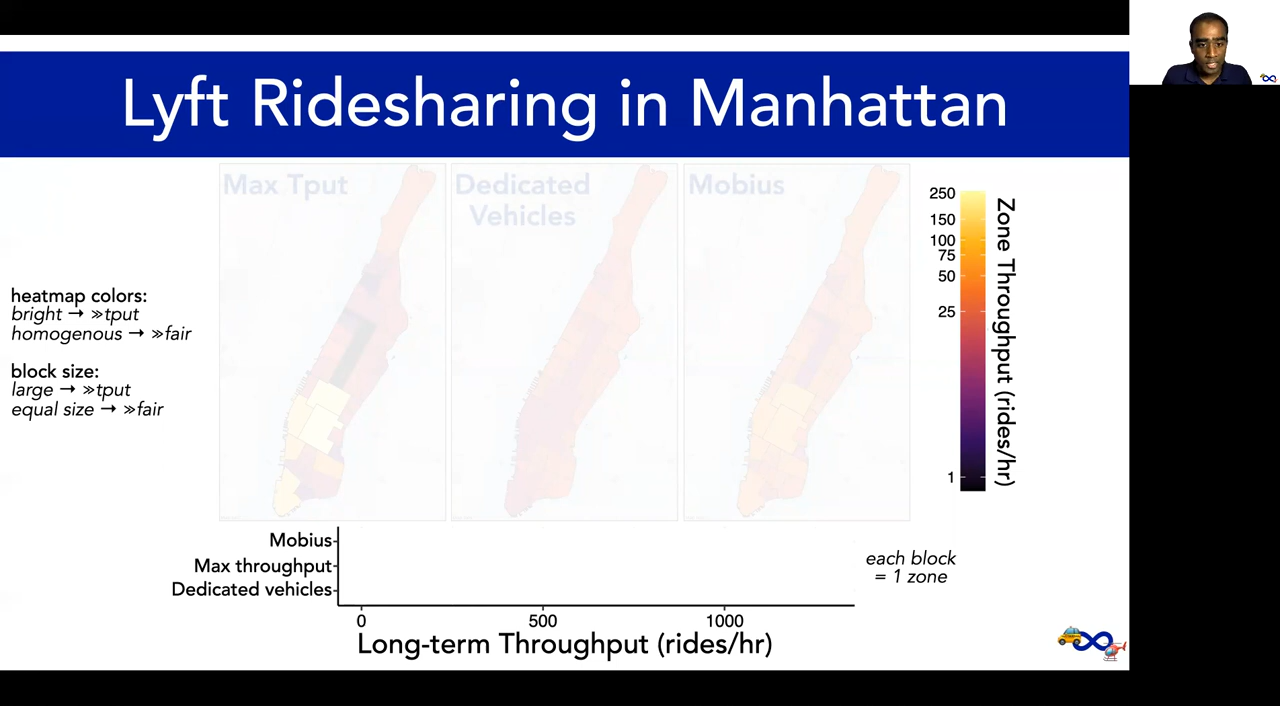 Lyft Ridesharing in Manhattan
Max Tput
Dedicated
Vehicles
Mobius
250
150
100
75
50
25
1
Zone Throughput (rides/hr)
heatmap colors:
bright → »tput
homogenous → »fair
block size:
large → »tput
equal size → »fair
Mobius
Max throughput
Dedicated vehicles
each block
= 1 zone
0 500 1000
Long-term Throughput (rides/hr)